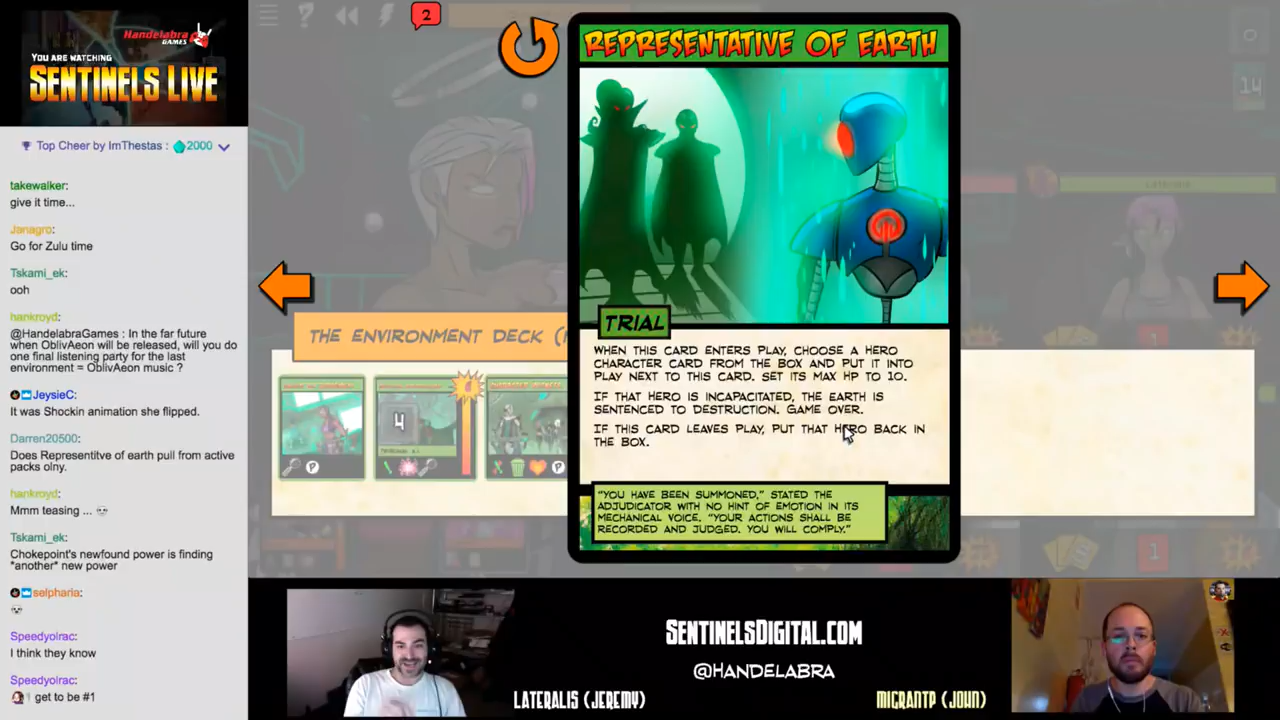 Handelabra
GAMES
YOU ARE WATCHING
SENTINELS LIVE
Top Cheer by ImThestas : 2000
takewalker:
give it time...
Janagro:
Go for Zulu time
Tskami_ek:
ooh
hankroyd:
@HandelabraGames : In the far future
when OblivAeon will be released, will you do
one final listening party for the last
environment = OblivAeon music ?
JeysieC:
It was Shockin animation she flipped.
Darren20500:
Does Representitve of earth pull from active
packs olny.
hankroyd:
Mmm teasing ...
Tskami_ek:
Chokepoint's newfound power is finding
*another* new power
selpharia:
Speedyolrac:
I think they know
Speedyolrac:
get to be #1
2
14
THE ENVIRONMENT DECK
4
REPRESENTATIVE OF EARTH
TRIAL
WHEN THIS CARD ENTERS PLAY, CHOOSE A HERO
CHARACTER CARD FROM THE BOX AND PUT IT INTO
PLAY NEXT TO THIS CARD. SET ITS MAX HP TO 10.
IF THAT HERO IS INCAPACITATED, THE EARTH IS
SENTENCED TO DESTRUCTION. GAME OVER.
IF THIS CARD LEAVES PLAY, PUT THAT HERO BACK IN
THE BOX.
"YOU HAVE BEEN SUMMONED," STATED THE
ADJUDICATOR WITH NO HINT OF EMOTION IN ITS
MECHANICAL VOICE. "YOUR ACTIONS SHALL BE
RECORDED AND JUDGED. YOU WILL COMPLY."
1
SENTINELSDIGITAL.COM
@HANDELABRA
LATERALIS (JEREMY)
MIGRANTP (JOHN)